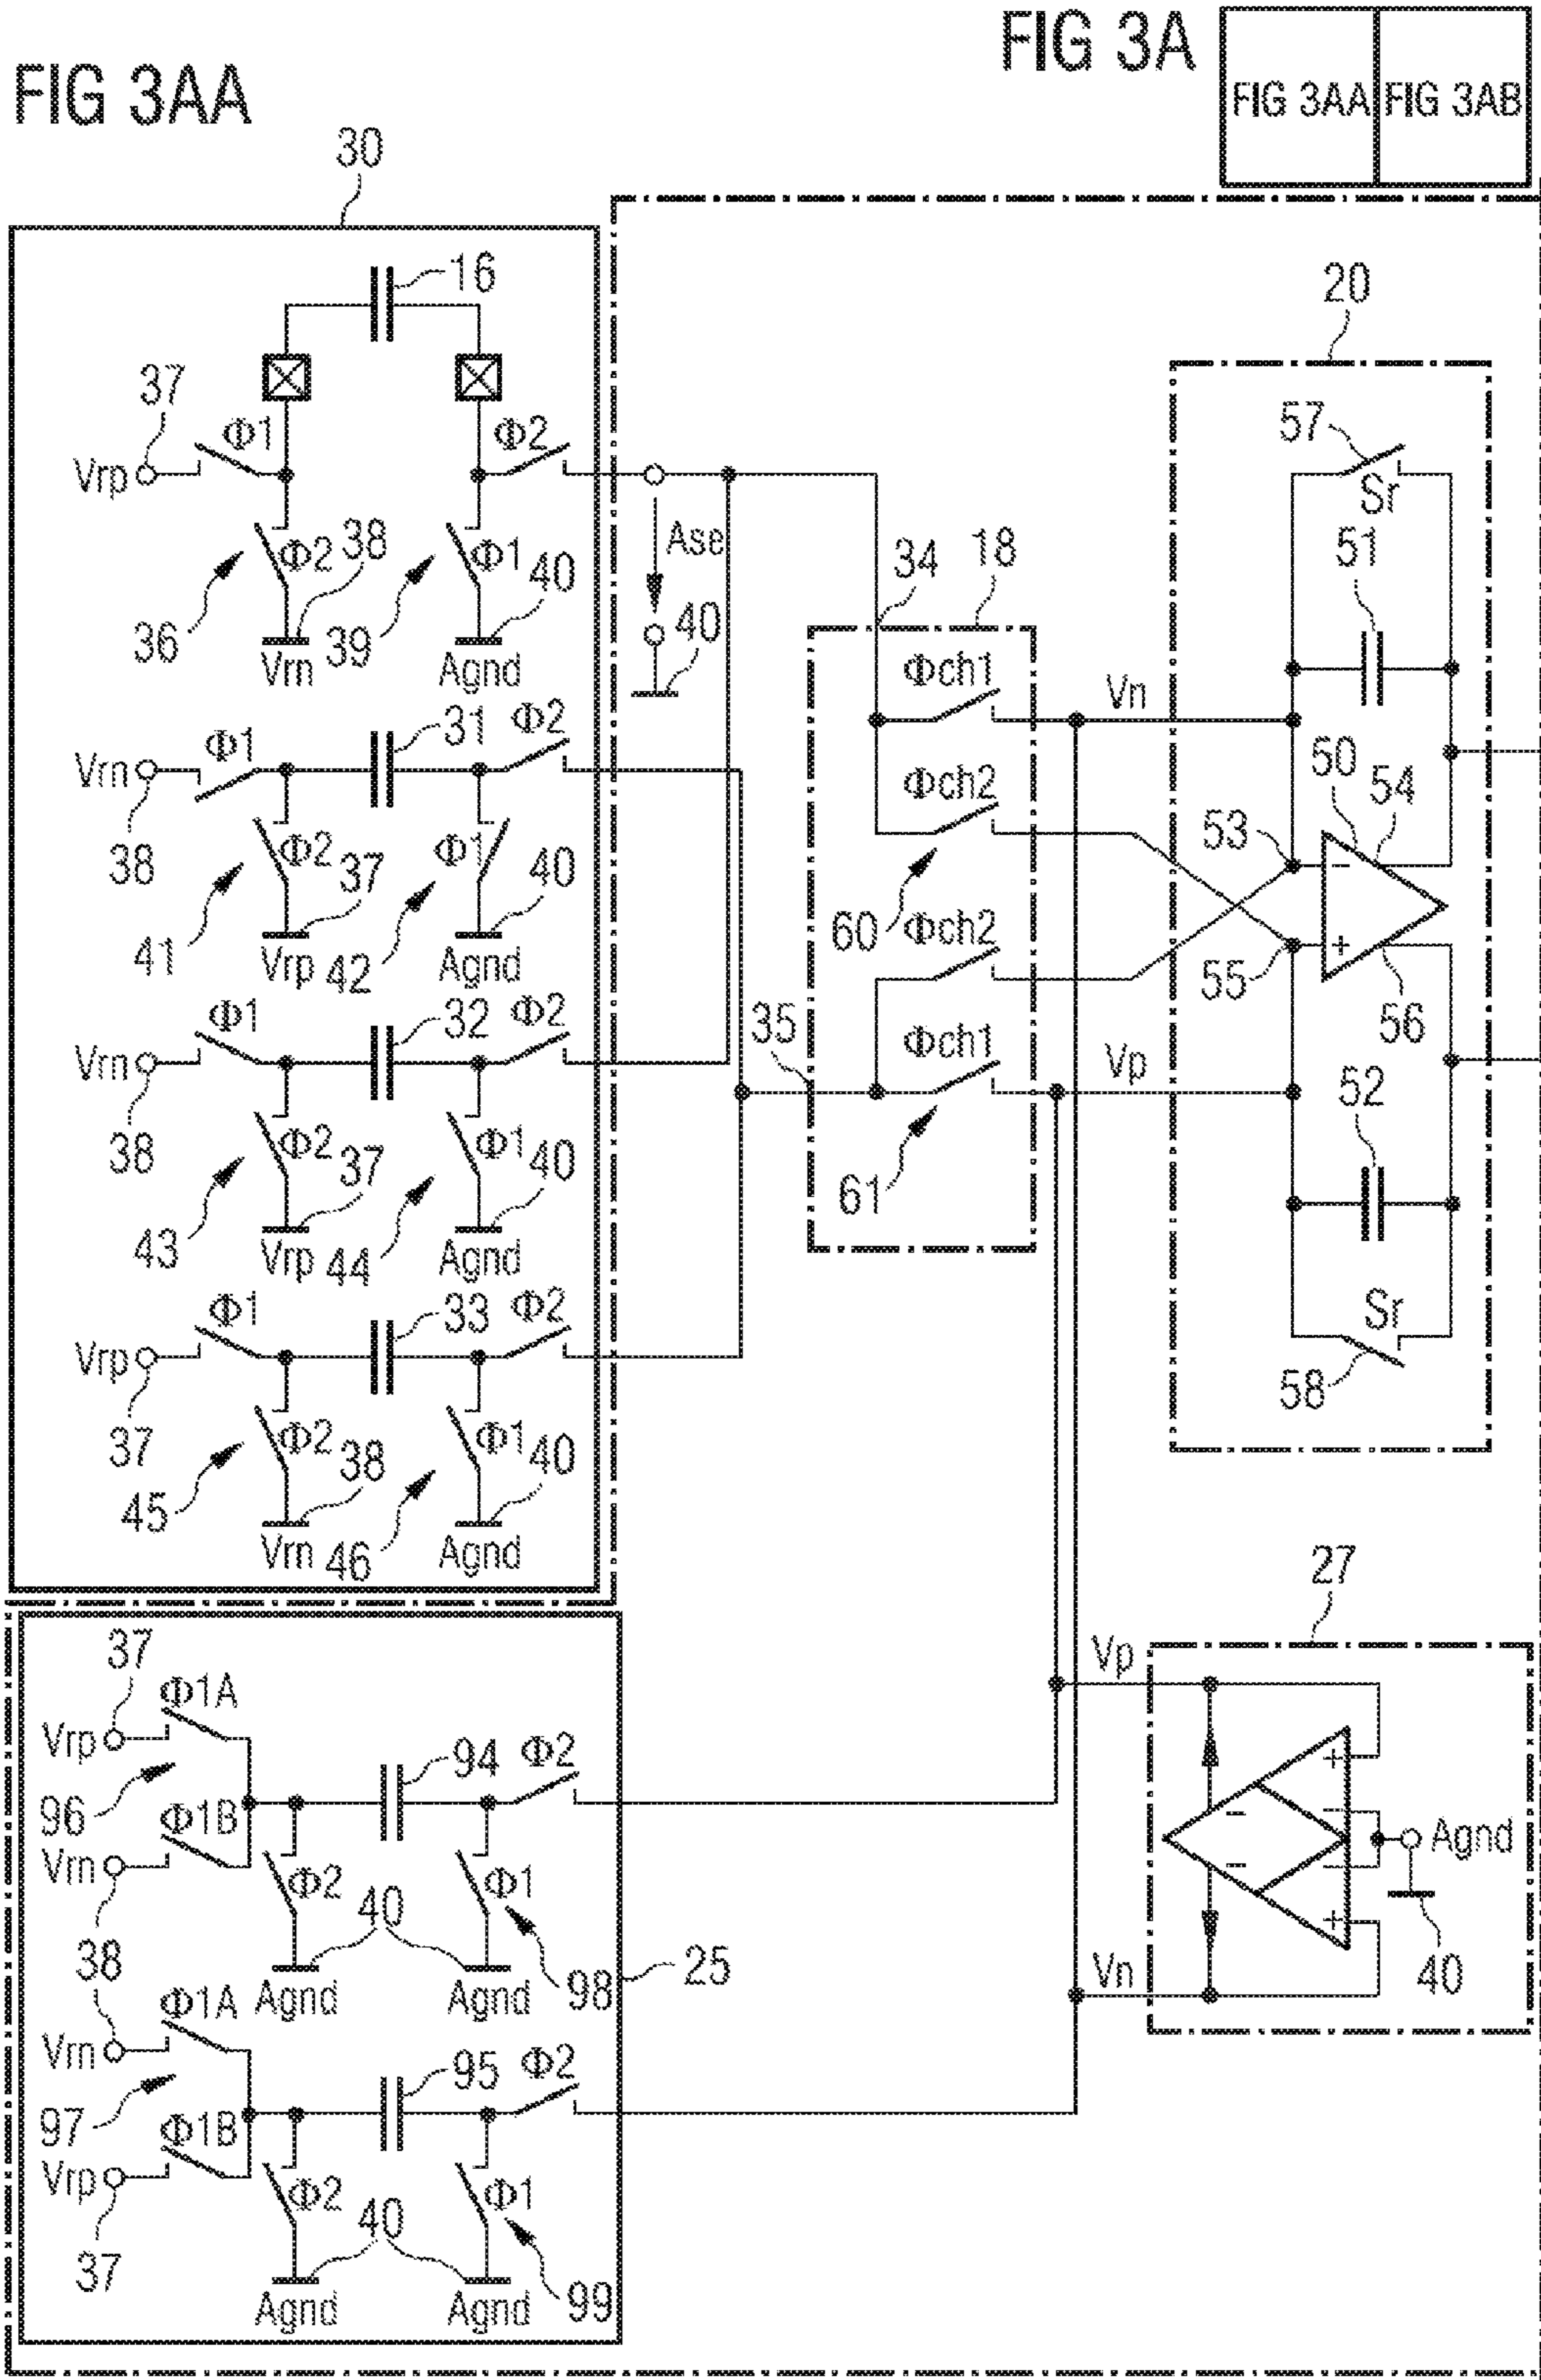 FIG 3A
FIG 3AA FIG 3AB
FIG 3AA
30
16
20
37
Φ1
Φ2
57
Vrp
Sr
Ase
Φ2 38
Φ1 40
34
18
51
36
Vrn
39
Agnd
40
Φch1
Vn
31
Φ2
Vrn
Φ1
50
54
Φch2
53
38
Φ2 37
Φ1 40
60
41
Vrp
42
Agnd
Φch2
55
56
Φ1
32
Φ2
35
Φch1
Vrn
Vp
52
38
Φ2 37
Φ1 40
61
43
Vrp
44
Agnd
Φ1
33
Φ2
Sr
Vrp
58
37
Φ2 38
Φ1 40
45
Vrn
46
Agnd
27
37
Φ1A
Vp
Vrp
94
Φ2
96
Φ1B
Agnd
Vrn
Φ2 40
Φ1
38
Agnd
Agnd
98
25
Vn
40
Φ1A
Vrn
95
Φ2
97
Φ1B
Vrp
Φ2 40
Φ1
37
Agnd
Agnd
99